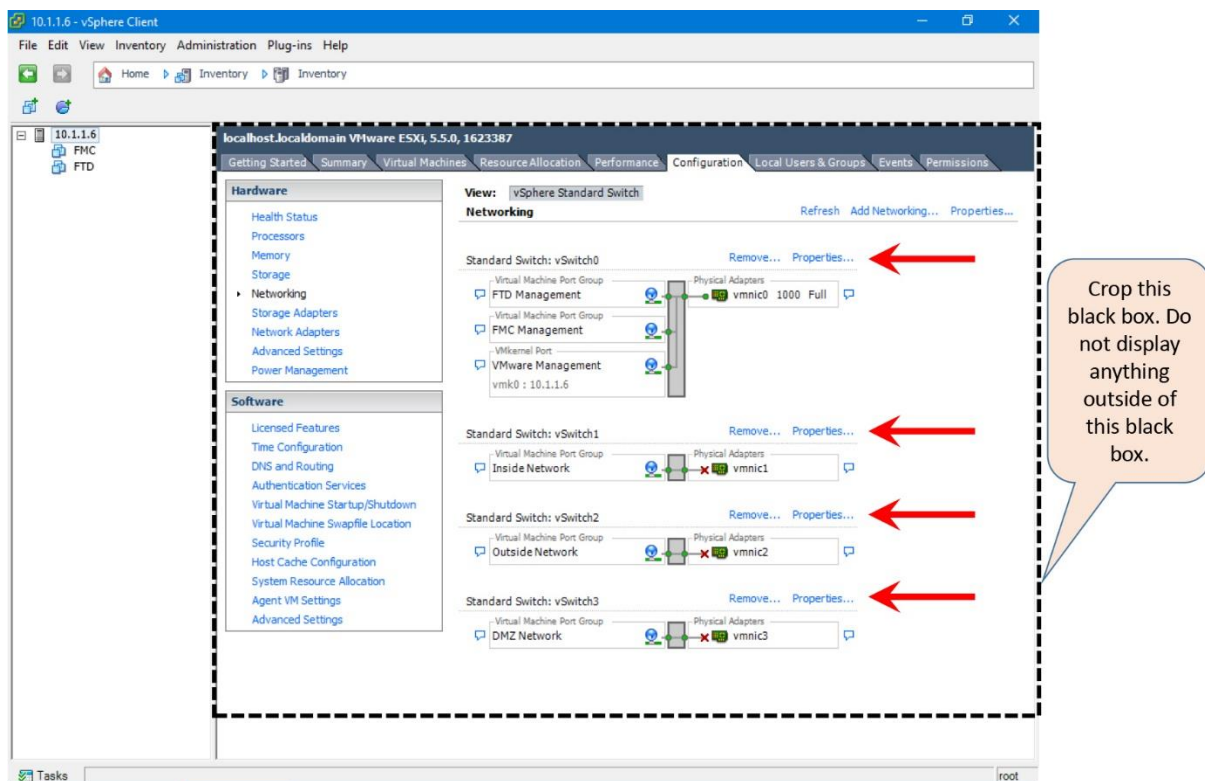 10.1.1.6 - vSphere Client
File Edit View Inventory Administration Plug-ins Help
Home Inventory Inventory
10.1.1.6
FMC
FTD
localhost.localdomain VMware ESXi, 5.5.0, 1623387
Getting Started Summary Virtual Machines Resource Allocation Performance Configuration Local Users & Groups Events Permissions
Hardware
Health Status
Processors
Memory
Storage
Networking
Storage Adapters
Network Adapters
Advanced Settings
Power Management
Software
Licensed Features
Time Configuration
DNS and Routing
Authentication Services
Virtual Machine Startup/Shutdown
Virtual Machine Swapfile Location
Security Profile
Host Cache Configuration
System Resource Allocation
Agent VM Settings
Advanced Settings
View: vSphere Standard Switch
Networking Refresh Add Networking... Properties...
Standard Switch: vSwitch0 Remove... Properties...
Virtual Machine Port Group Physical Adapters
FTD Management vmnic0 1000 Full
Virtual Machine Port Group
FMC Management
VMkernel Port
VMware Management
vmk0 : 10.1.1.6
Standard Switch: vSwitch1 Remove... Properties...
Virtual Machine Port Group Physical Adapters
Inside Network vmnic1
Standard Switch: vSwitch2 Remove... Properties...
Virtual Machine Port Group Physical Adapters
Outside Network vmnic2
Standard Switch: vSwitch3 Remove... Properties...
Virtual Machine Port Group Physical Adapters
DMZ Network vmnic3
Crop this
black box. Do
not display
anything
outside of
this black
box.
Tasks root